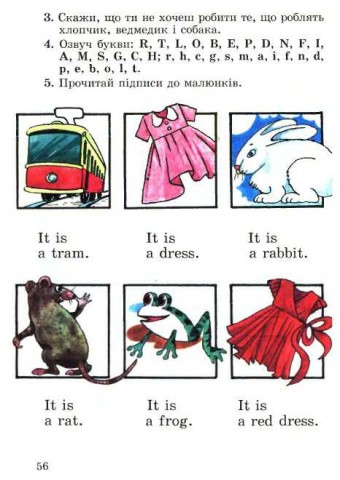 3. Скажи, що ти не хочеш робити те, що роблять
хлопчик, ведмедик і собака.
4. Озвуч букви: R, T, L, O, B, E, P, D, N, F, I,
A, M, S, G, C, H; r, h, c, g, s, m, a, i, f, n, d,
p, e, b, o, l, t.
5. Прочитай підписи до малюнків.
It is
a tram.
It is
a dress.
It is
a rabbit.
It is
a rat.
It is
a frog.
It is
a red dress.
56